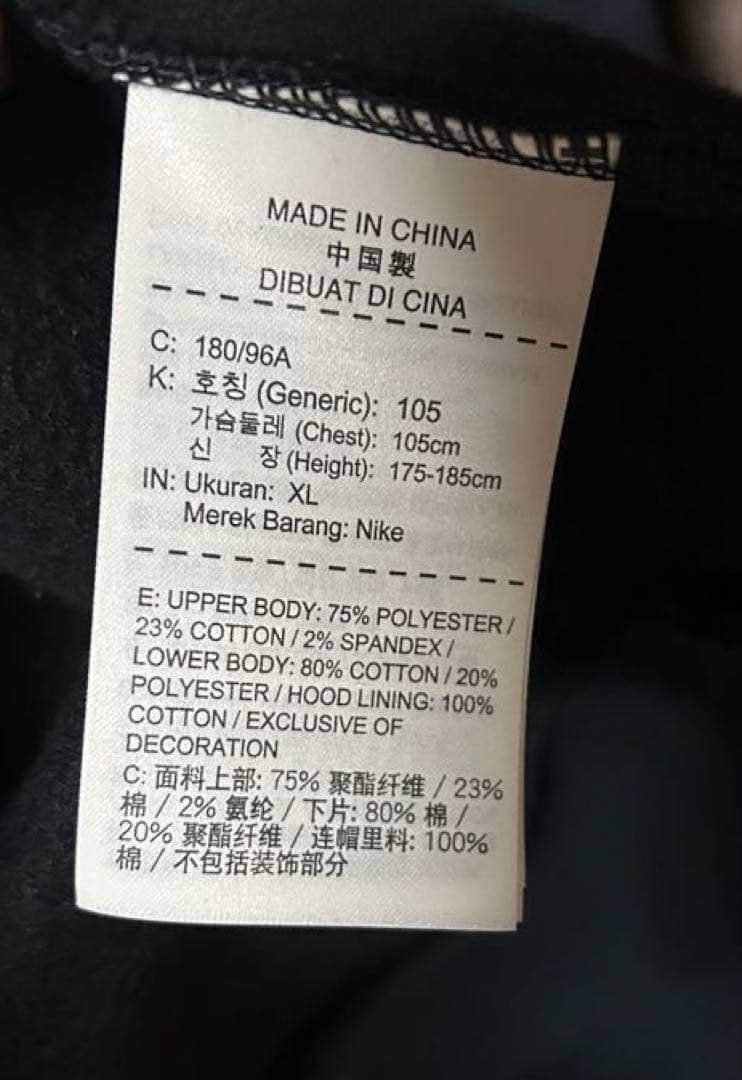 MADE IN CHINA
中国製
DIBUAT DI CINA
C: 180/96A
K: 호칭 (Generic): 105
가슴둘레 (Chest): 105cm
신 장 (Height): 175-185cm
IN: Ukuran: XL
Merek Barang: Nike
E: UPPER BODY: 75% POLYESTER /
23% COTTON / 2% SPANDEX /
LOWER BODY: 80% COTTON / 20%
POLYESTER / HOOD LINING: 100%
COTTON / EXCLUSIVE OF
DECORATION
C: 面料上部: 75% 聚酯纤维 / 23%
棉 / 2% 氨纶 / 下片: 80% 棉 /
20% 聚酯纤维 / 连帽里料: 100%
棉 / 不包括装饰部分